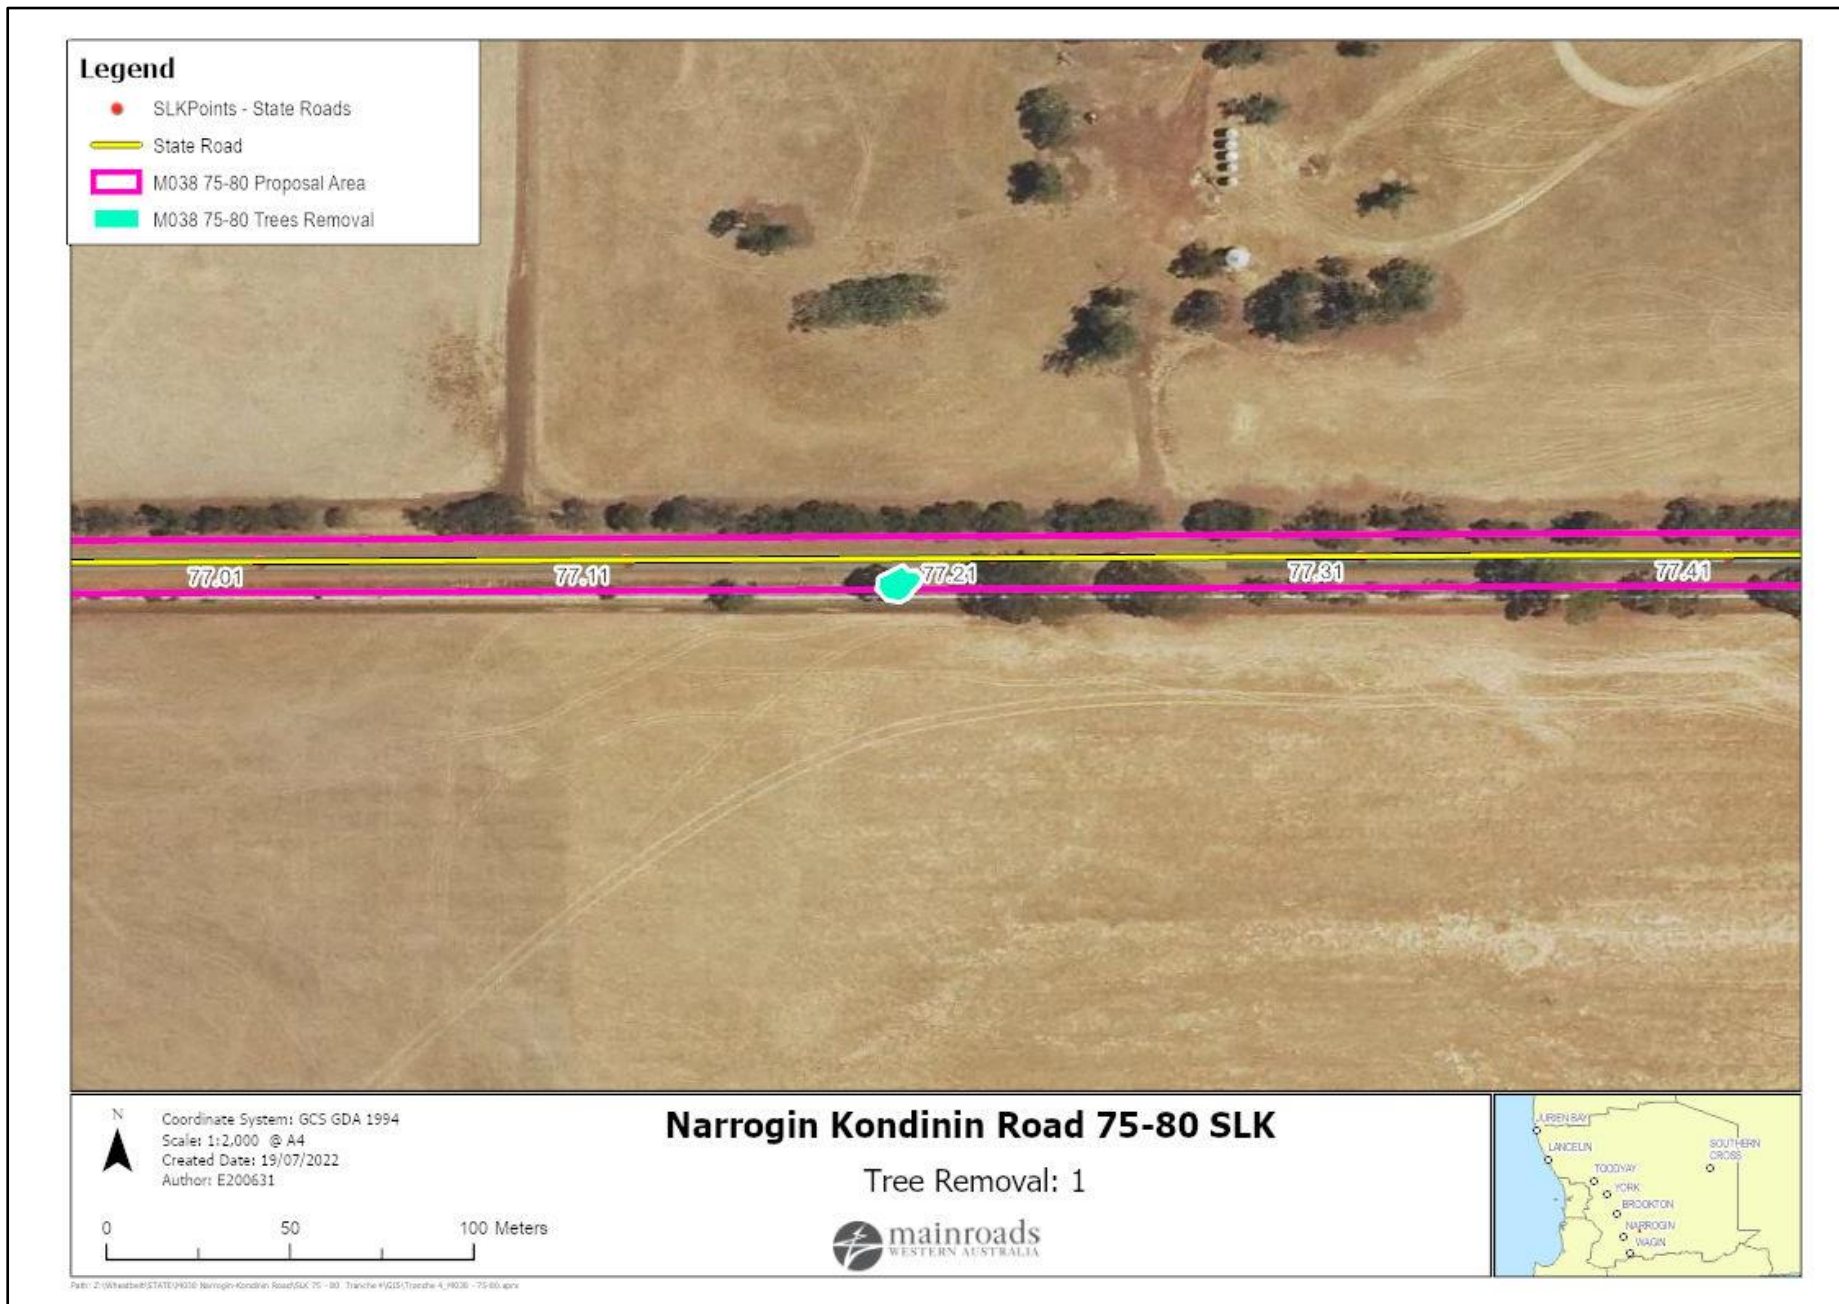 Legend
SLKPoints - State Roads
State Road
M038 75-80 Proposal Area
M038 75-80 Trees Removal
77.01
77.11
77.21
77.31
77.41
N
Coordinate System: GCS GDA 1994
Scale: 1:2,000 @ A4
Created Date: 19/07/2022
Author: E200631
0 50 100 Meters
Narrogin Kondinin Road 75-80 SLK
Tree Removal: 1
mainroads
WESTERN AUSTRALIA
JURIEN BAY
LANCELIN
SOUTHERN
CROSS
TOODYAY
YORK
BROOKTON
NARROGIN
WAGIN